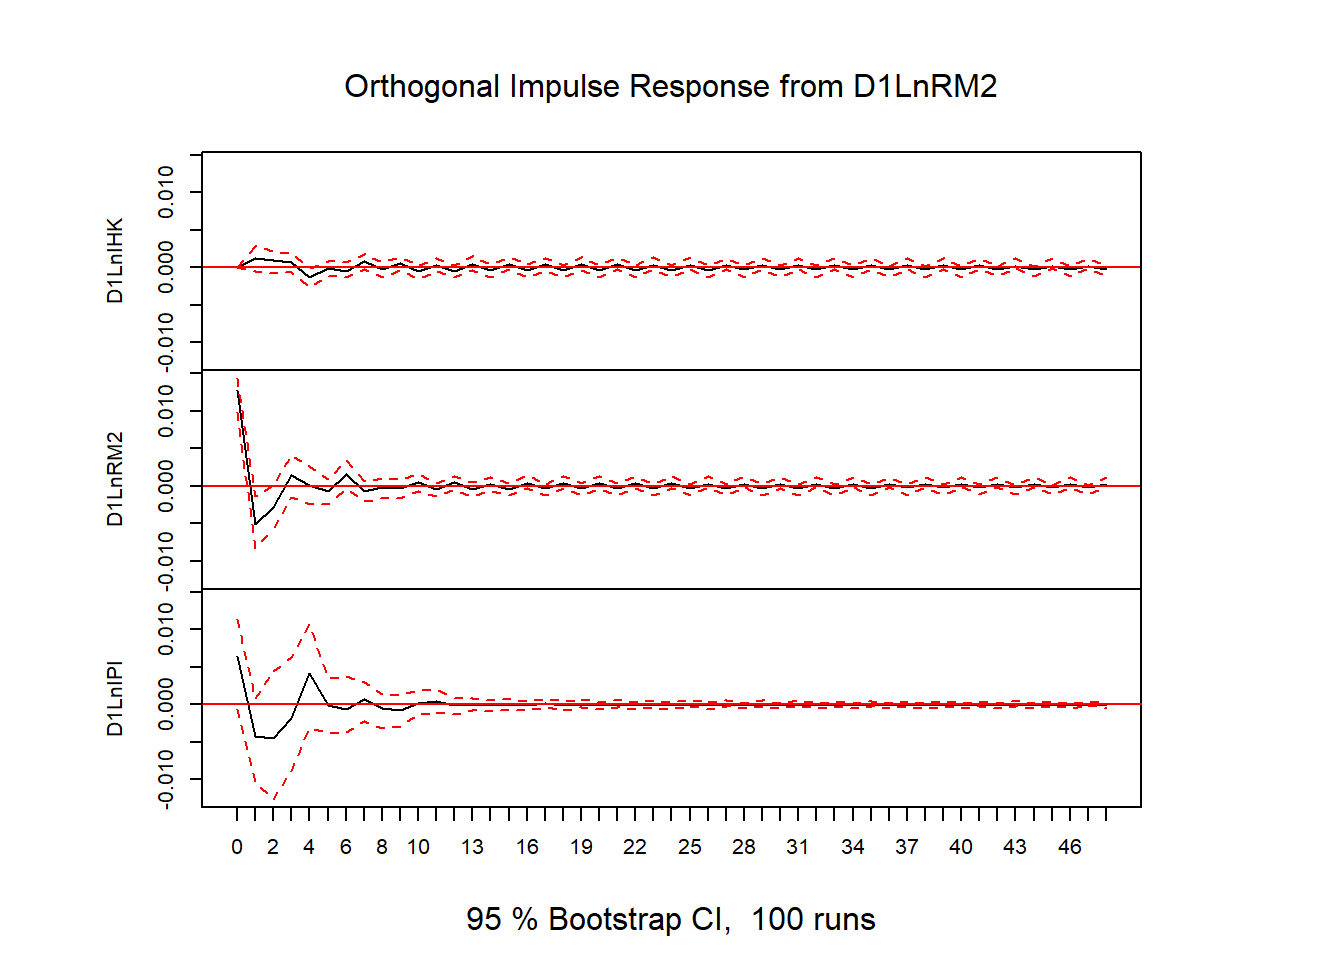 Orthogonal Impulse Response from D1LnRM2
D1LnIHK
0.010
0.000
-0.010
D1LnRM2
0.010
0.000
-0.010
D1LnIPI
0.010
0.000
-0.010
0 2 4 6 8 10 13 16 19 22 25 28 31 34 37 40 43 46
95 % Bootstrap CI,  100 runs